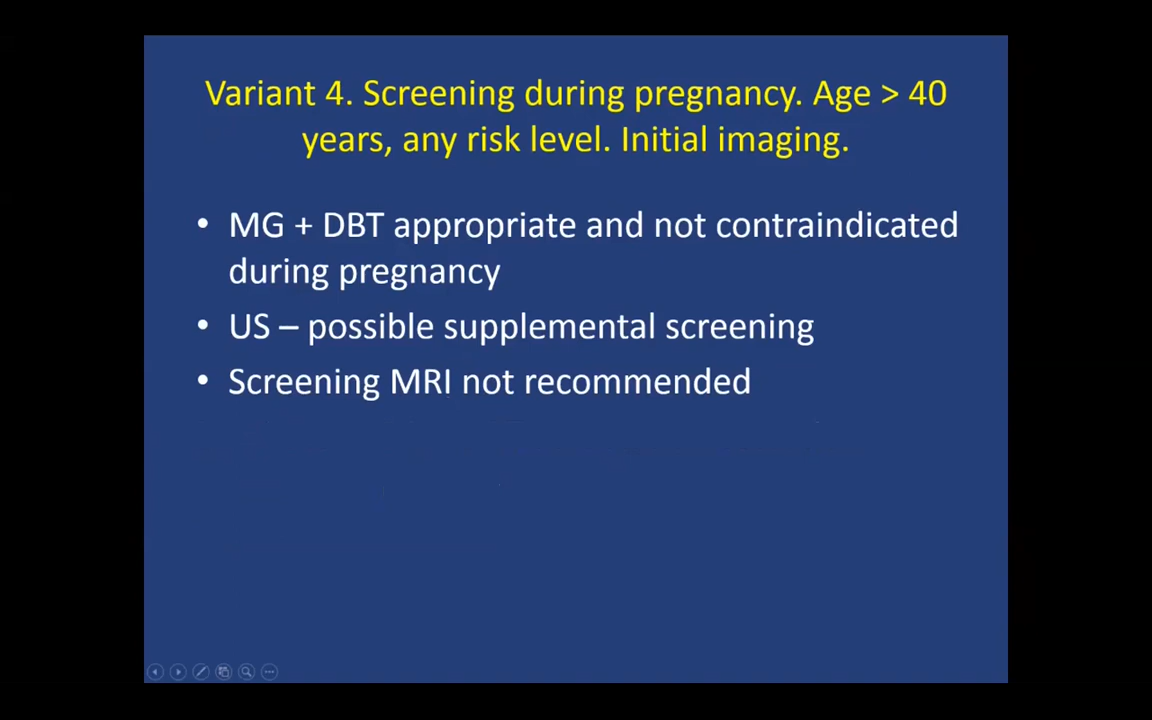 Variant 4. Screening during pregnancy. Age > 40
years, any risk level. Initial imaging.
• MG + DBT appropriate and not contraindicated
during pregnancy
• US – possible supplemental screening
• Screening MRI not recommended